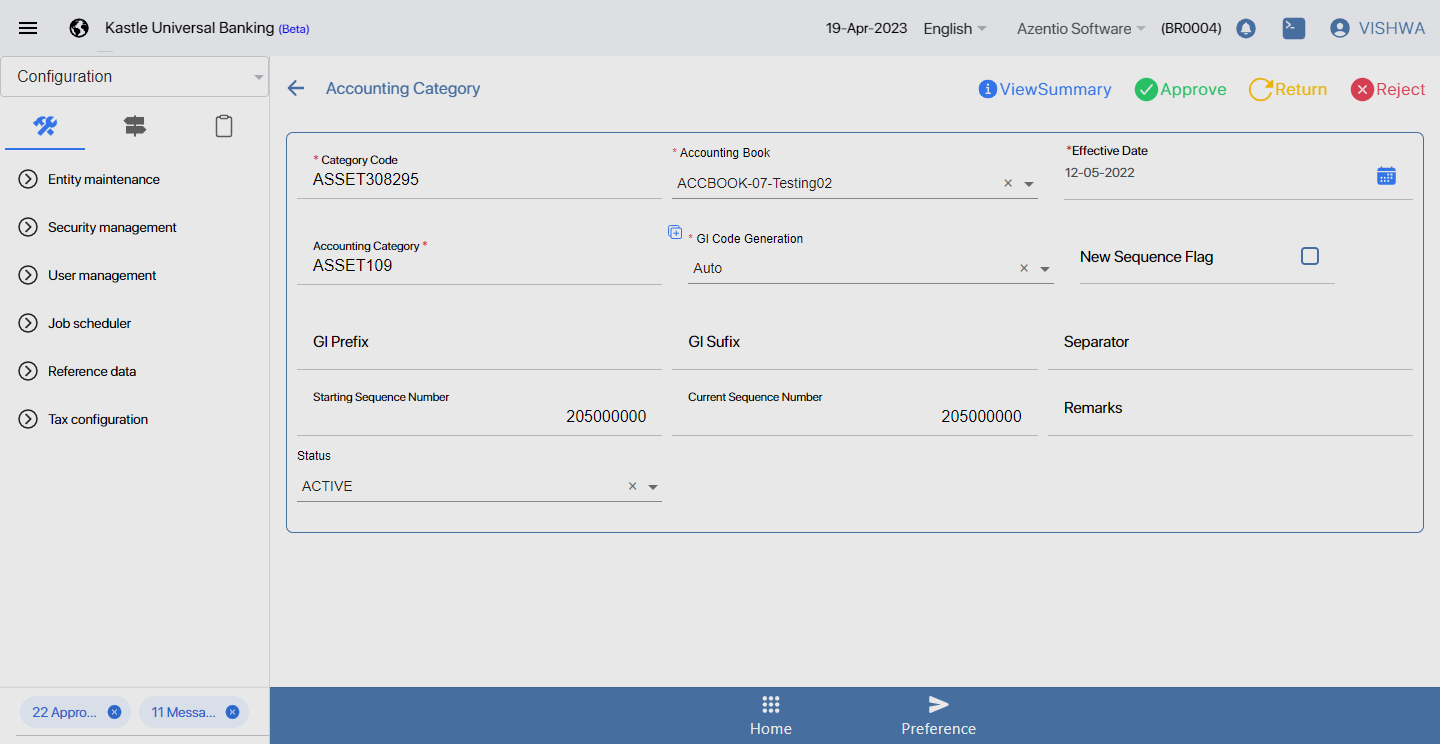 Kastle Universal Banking (Beta)
19-Apr-2023 English Azentio Software (BR0004) VISHWA
Configuration
Entity maintenance
Security management
User management
Job scheduler
Reference data
Tax configuration
22 Appro...
11 Messa...
Accounting Category
ViewSummary Approve Return Reject
* Category Code
ASSET308295
* Accounting Book
ACCBOOK-07-Testing02
*Effective Date
12-05-2022
Accounting Category *
ASSET109
* Gl Code Generation
Auto
New Sequence Flag
Gl Prefix
Gl Sufix
Separator
Starting Sequence Number
205000000
Current Sequence Number
205000000
Remarks
Status
ACTIVE
Home
Preference